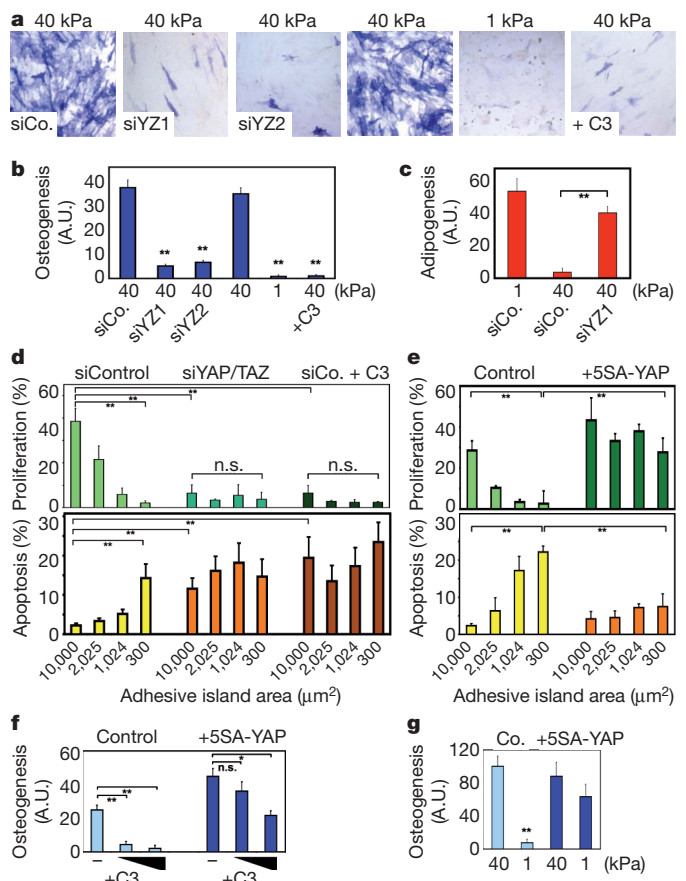 a 40 kPa 40 kPa 40 kPa 40 kPa 1 kPa 40 kPa
siCo. siYZ1 siYZ2 + C3
b
Osteogenesis (A.U.)
40
30
20
10
0
** ** ** **
40 40 40 40 1 40 (kPa)
siCo. siYZ1 siYZ2 +C3
c
Adipogenesis (A.U.)
60
40
20
0
**
1 40 40 (kPa)
siCo. siCo. siYZ1
d
siControl siYAP/TAZ siCo. + C3
Proliferation (%)
60
40
20
0
**
**
**
n.s. n.s.
Apoptosis (%)
30
20
10
0
**
**
**
10,000 2,025 1,024 300 10,000 2,025 1,024 300 10,000 2,025 1,024 300
Adhesive island area (μm²)
e
Control +5SA-YAP
Proliferation (%)
60
40
20
0
** **
Apoptosis (%)
30
20
10
0
** **
10,000 2,025 1,024 300 10,000 2,025 1,024 300
Adhesive island area (μm²)
f
Control +5SA-YAP
Osteogenesis (A.U.)
60
40
20
0
**
**
*
n.s.
– –
+C3 +C3
g
Co. +5SA-YAP
Osteogenesis (A.U.)
120
80
40
0
**
40 1 40 1 (kPa)